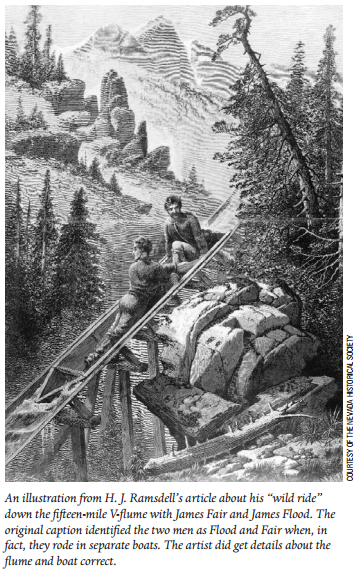 COURTESY OF THE NEVADA HISTORICAL SOCIETY
An illustration from H. J. Ramsdell's article about his “wild ride”
down the fifteen-mile V-flume with James Fair and James Flood. The
original caption identified the two men as Flood and Fair when, in
fact, they rode in separate boats. The artist did get details about the
flume and boat correct.